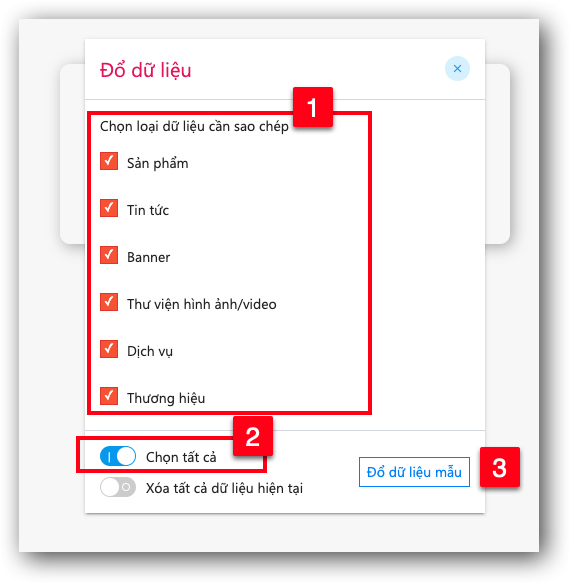 Đổ dữ liệu
1
Chọn loại dữ liệu cần sao chép
Sản phẩm
Tin tức
Banner
Thư viện hình ảnh/video
Dịch vụ
Thương hiệu
2
Chọn tất cả
Xóa tất cả dữ liệu hiện tại
Đổ dữ liệu mẫu
3